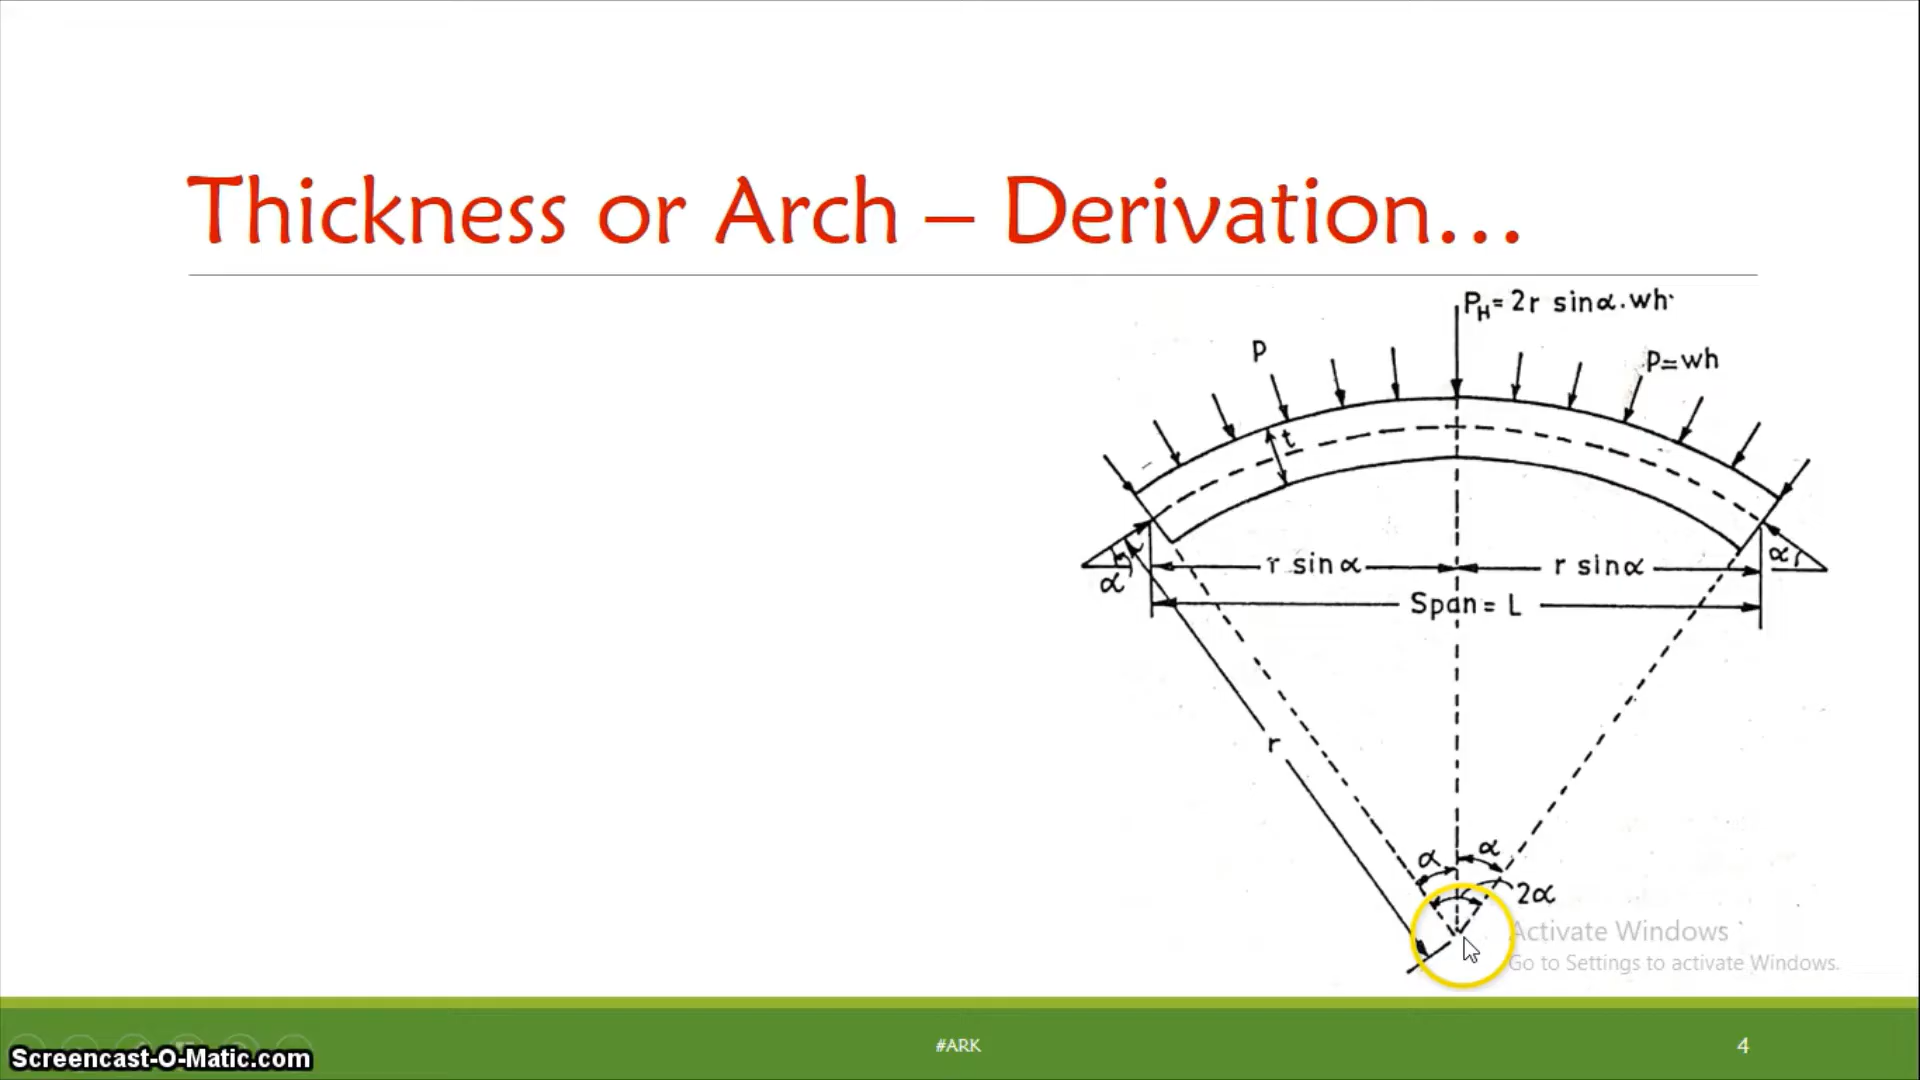 Thickness or Arch – Derivation...
P_H = 2r sinα.wh
P
P=wh
t
α
α
r sinα
r sinα
Span = L
r
α
α
2α
Activate Windows
Go to Settings to activate Windows.
Screencast-O-Matic.com
#ARK
4